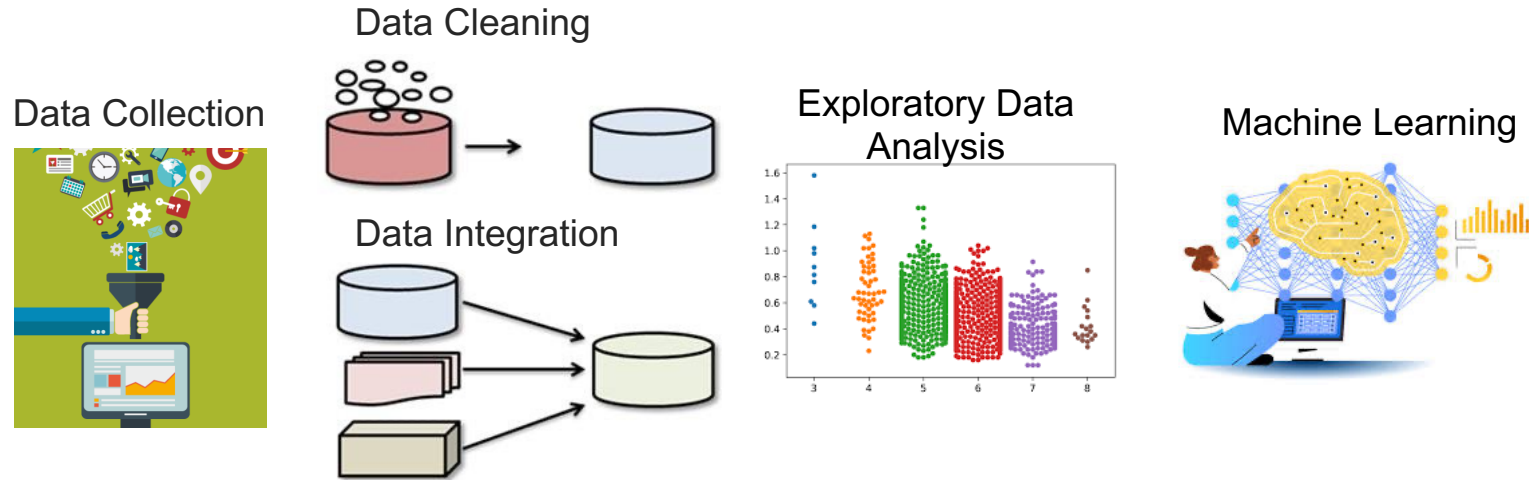 Data Collection
Data Cleaning
Data Integration
Exploratory Data
Analysis
1.6
1.4
1.2
1.0
0.8
0.6
0.4
0.2
3 4 5 6 7 8
Machine Learning